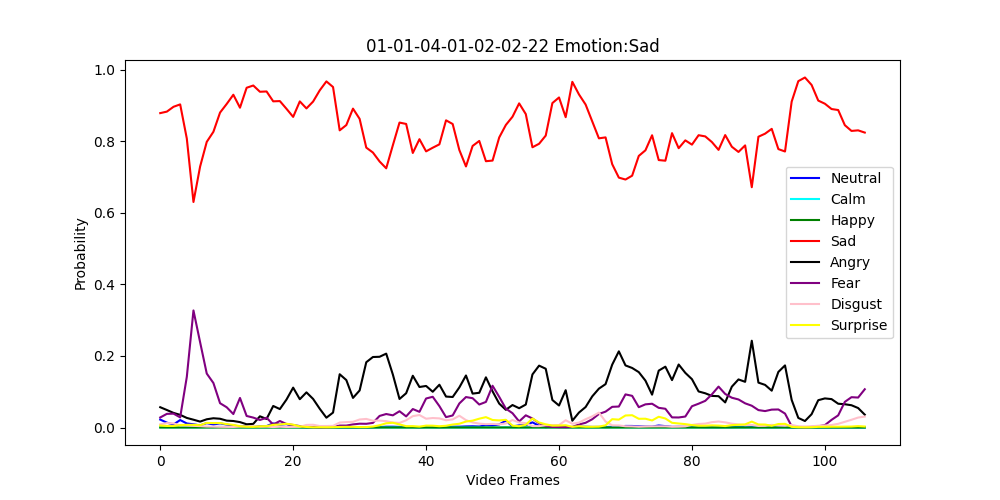 01-01-04-01-02-02-22 Emotion:Sad
1.0
0.8
0.6
0.4
0.2
0.0
Probability
0 20 40 60 80 100
Video Frames
Neutral
Calm
Happy
Sad
Angry
Fear
Disgust
Surprise